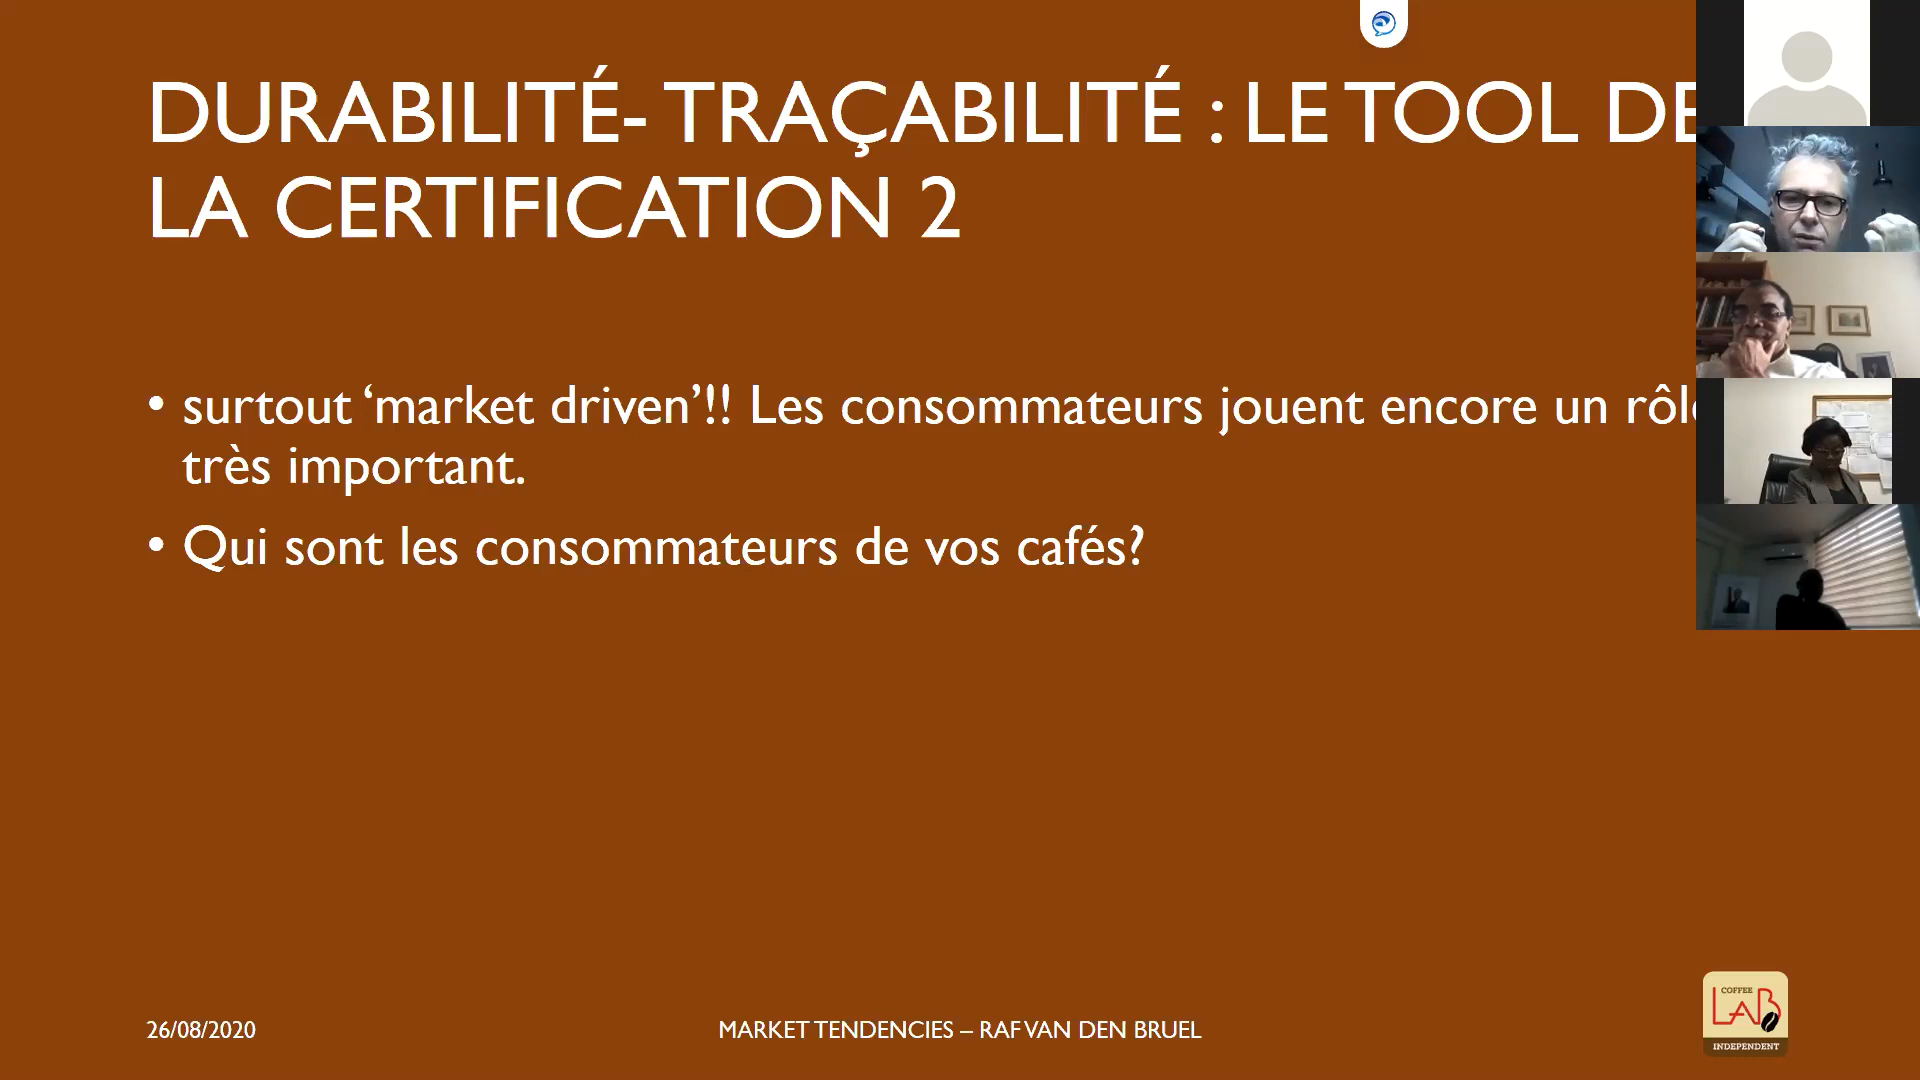 DURABILITÉ- TRAÇABILITÉ : LE TOOL DE
LA CERTIFICATION 2
• surtout ‘market driven’!! Les consommateurs jouent encore un rôle
très important.
• Qui sont les consommateurs de vos cafés?
26/08/2020
MARKET TENDENCIES – RAF VAN DEN BRUEL
COFFEE
LAB
INDEPENDENT